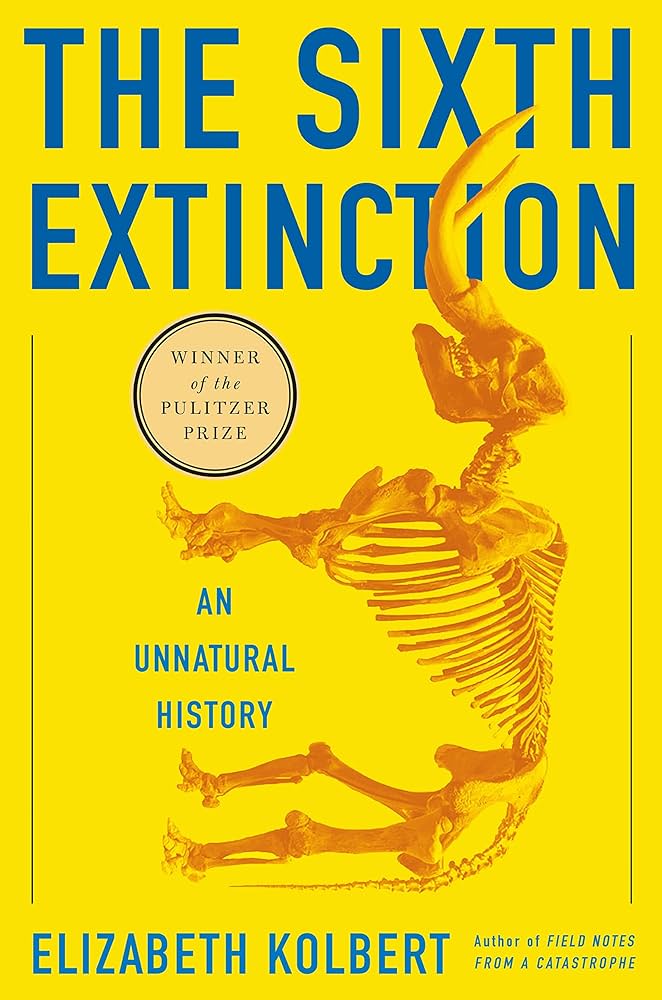 THE SIXTH
EXTINCTION
WINNER
of the
PULITZER
PRIZE
AN
UNNATURAL
HISTORY
ELIZABETH KOLBERT
Author of FIELD NOTES
FROM A CATASTROPHE